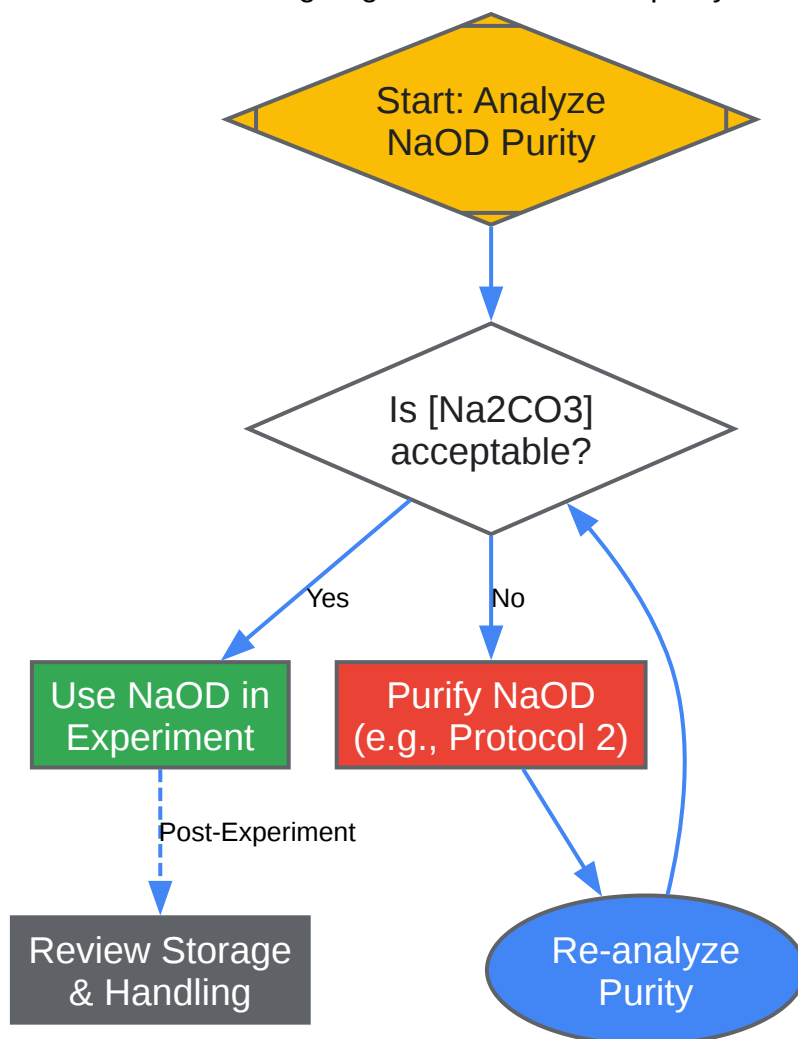 Start: Analyze
NaOD Purity
Is [Na2CO3]
acceptable?
Yes
No
Use NaOD in
Experiment
Purify NaOD
(e.g., Protocol 2)
Post-Experiment
Review Storage
& Handling
Re-analyze
Purity